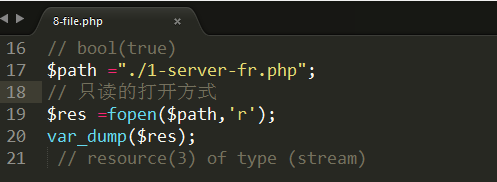 8-file.php ×
16 // bool(true)
17 $path ="./1-server-fr.php";
18 // 只读的打开方式
19 $res =fopen($path,'r');
20 var_dump($res);
21 // resource(3) of type (stream)